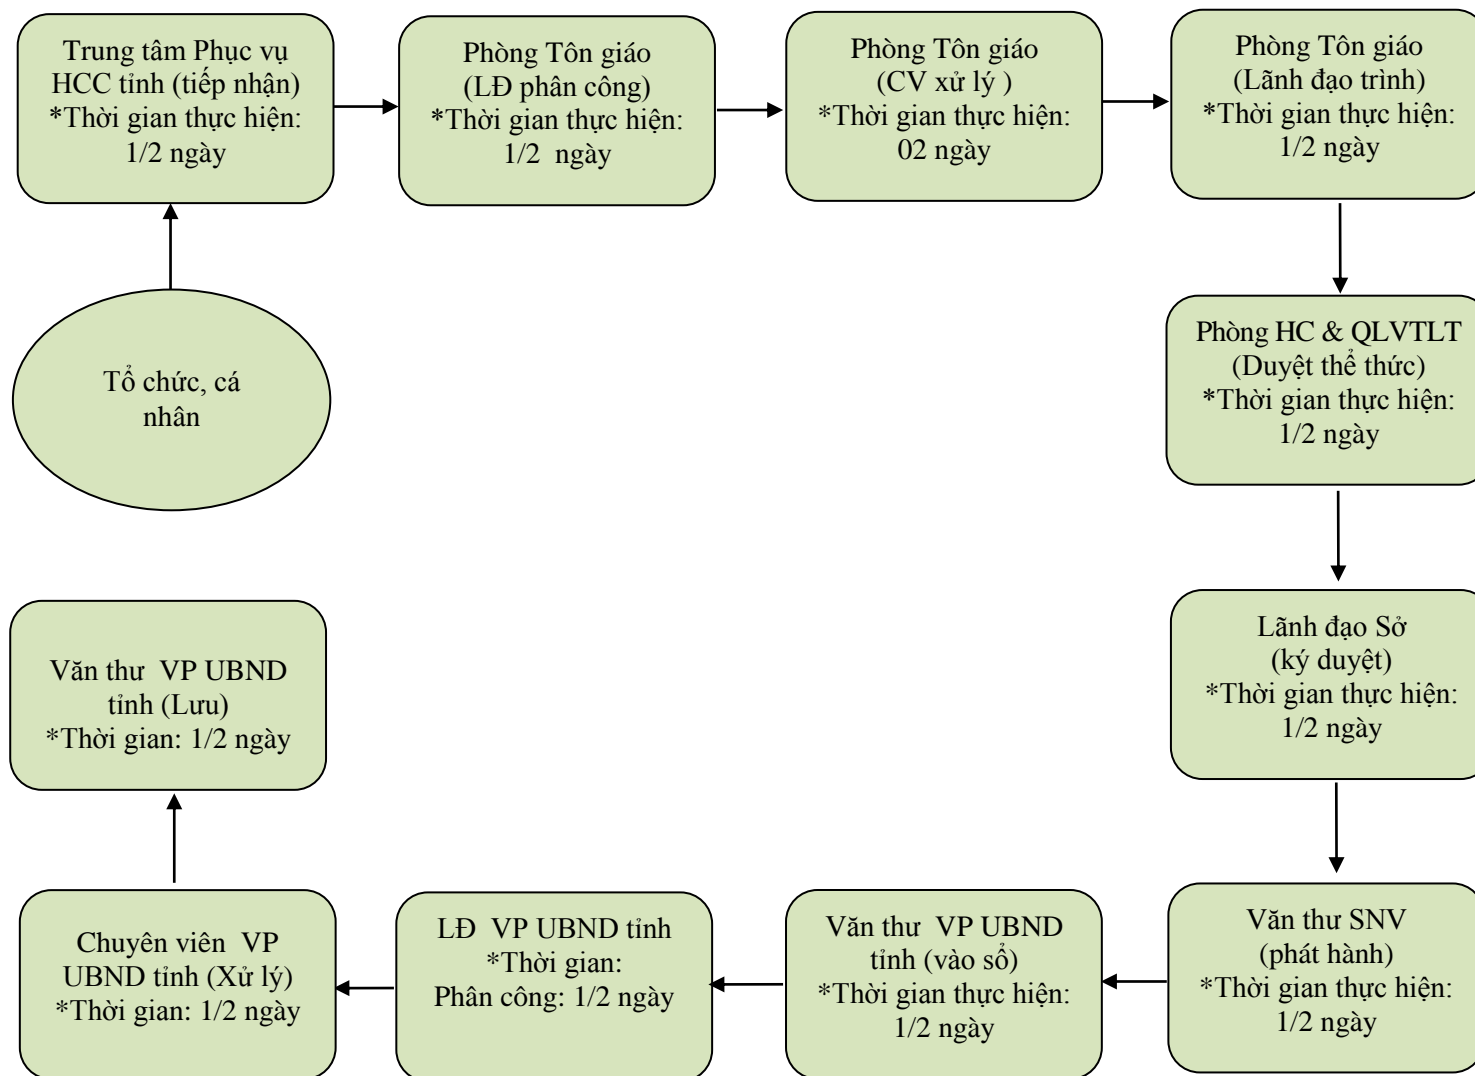 Trung tâm Phục vụ
HCC tỉnh (tiếp nhận)
*Thời gian thực hiện:
1/2 ngày
Phòng Tôn giáo
(LĐ phân công)
*Thời gian thực hiện:
1/2 ngày
Phòng Tôn giáo
(CV xử lý )
*Thời gian thực hiện:
02 ngày
Phòng Tôn giáo
(Lãnh đạo trình)
*Thời gian thực hiện:
1/2 ngày
Tổ chức, cá
nhân
Phòng HC & QLVTLT
(Duyệt thể thức)
*Thời gian thực hiện:
1/2 ngày
Lãnh đạo Sở
(ký duyệt)
*Thời gian thực hiện:
1/2 ngày
Văn thư SNV
(phát hành)
*Thời gian thực hiện:
1/2 ngày
Văn thư VP UBND
tỉnh (vào sổ)
*Thời gian thực hiện:
1/2 ngày
LĐ VP UBND tỉnh
*Thời gian:
Phân công: 1/2 ngày
Chuyên viên VP
UBND tỉnh (Xử lý)
*Thời gian: 1/2 ngày
Văn thư VP UBND
tỉnh (Lưu)
*Thời gian: 1/2 ngày